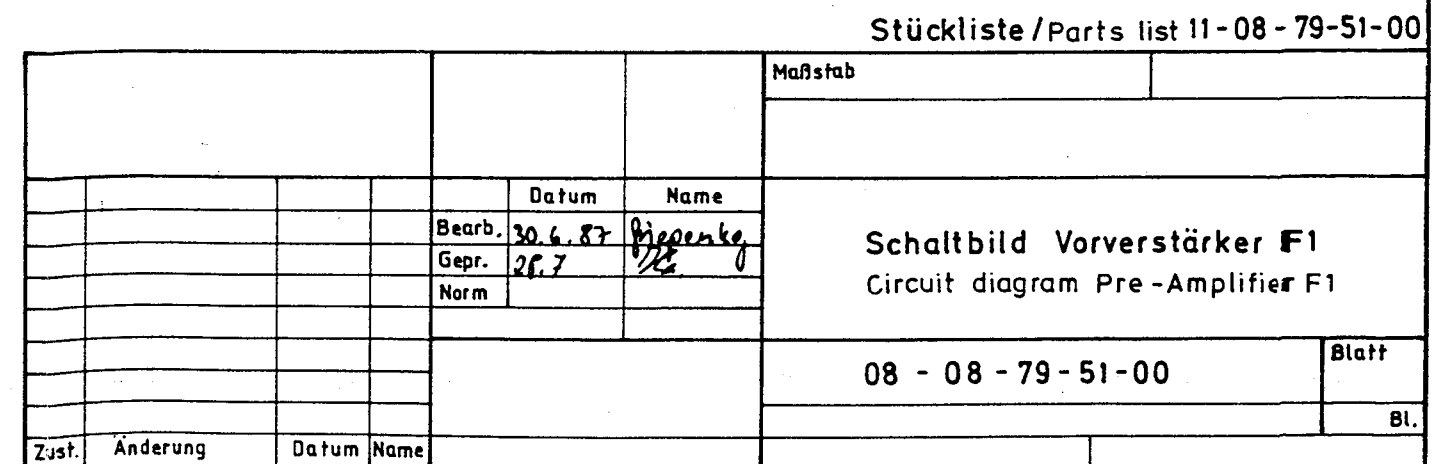 Stückliste / Parts list 11-08-79-51-00
Maßstab
Datum Name
Bearb. 30.6.87
Gepr. 28.7
Norm
Schaltbild Vorverstärker F1
Circuit diagram Pre-Amplifier F1
08 - 08 - 79 - 51 - 00
Blatt
Bl.
Zust. Änderung Datum Name